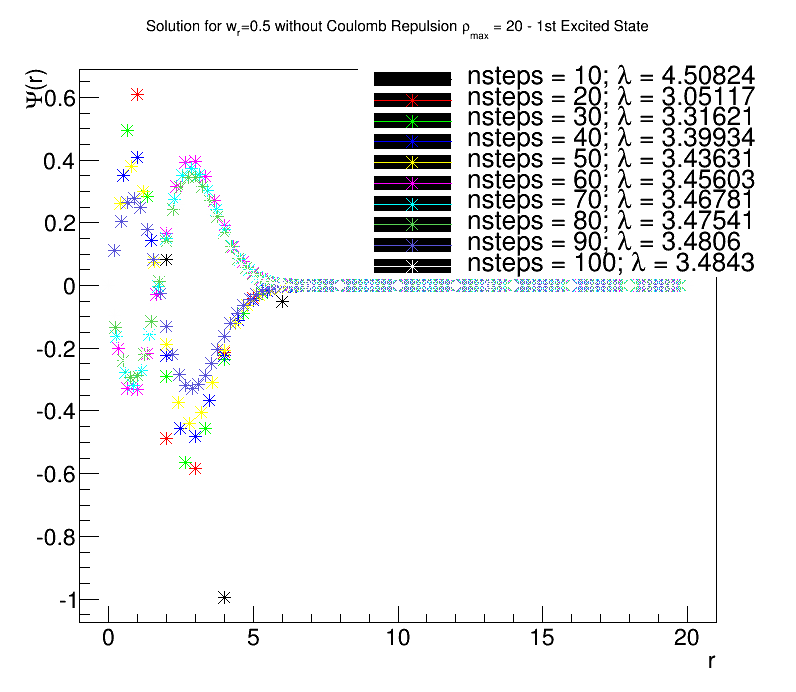 Solution for w_r=0.5 without Coulomb Repulsion ρ_max = 20 - 1st Excited State
Ψ(r)
nsteps = 10; λ = 4.50824
nsteps = 20; λ = 3.05117
nsteps = 30; λ = 3.31621
nsteps = 40; λ = 3.39934
nsteps = 50; λ = 3.43631
nsteps = 60; λ = 3.45603
nsteps = 70; λ = 3.46781
nsteps = 80; λ = 3.47541
nsteps = 90; λ = 3.4806
nsteps = 100; λ = 3.4843
0.6
0.4
0.2
0
-0.2
-0.4
-0.6
-0.8
-1
0 5 10 15 20
r